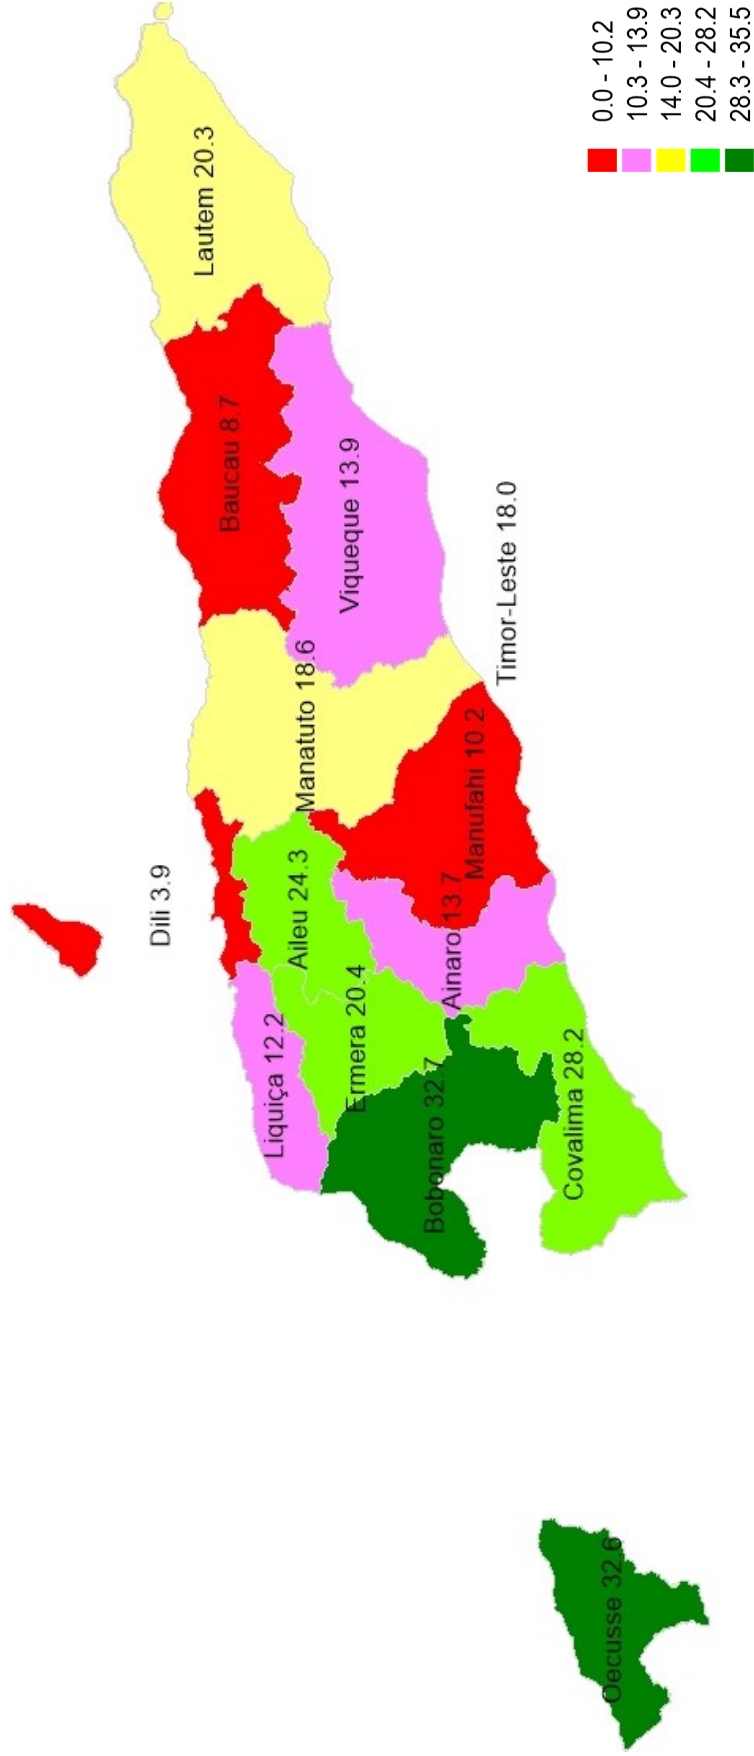 Dili 3.9
Lautem 20.3
Baucau 8.7
Manatuto 18.6
Viqueque 13.9
Aileu 24.3
Liquiça 12.2
Ermera 20.4
Manufahi 10.2
Ainaro 13.7
Bobonaro 32.7
Timor-Leste 18.0
Covalima 28.2
Oecusse 32.6
0.0 - 10.2
10.3 - 13.9
14.0 - 20.3
20.4 - 28.2
28.3 - 35.5